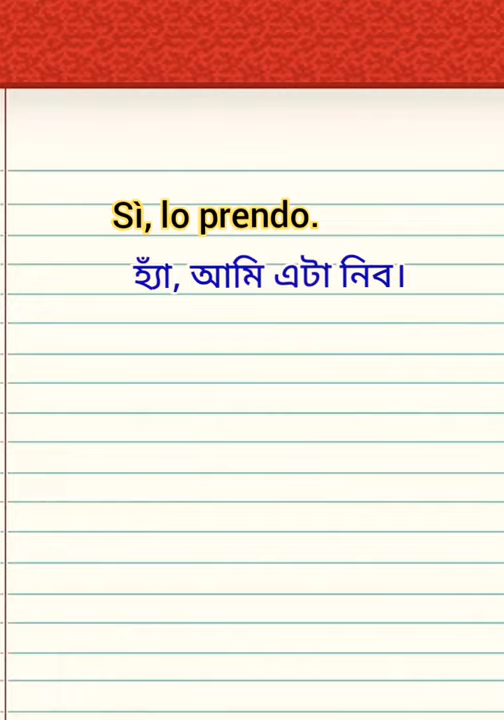 Sì, lo prendo.
হ্যাঁ, আমি এটা নিব।